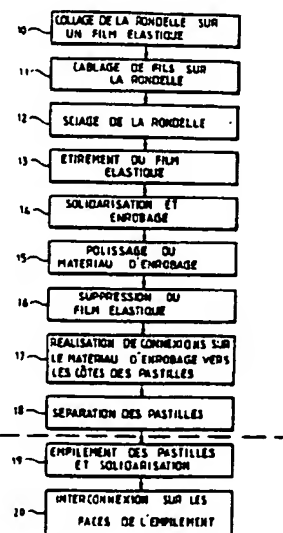 10 COLLAGE DE LA RONDELLE SUR
UN FILM ELASTIQUE
11 CABLAGE DE FILS SUR
LA RONDELLE
12 SCIAGE DE LA RONDELLE
13 ETIREMENT DU FILM
ELASTIQUE
14 SOLIDARISATION ET
ENROBAGE
15 POLISSAGE DU
MATERIAU D'ENROBAGE
16 SUPPRESSION DU
FILM ELASTIQUE
17 REALISATION DE CONNEXIONS SUR
LE MATERIAU D'ENROBAGE VERS
LES CÔTES DES PASTILLES
18 SEPARATION DES PASTILLES
19 EMPILEMENT DES PASTILLES
ET SOLIDARISATION
20 INTERCONNEXION SUR LES
FACES DE L'EMPILEMENT